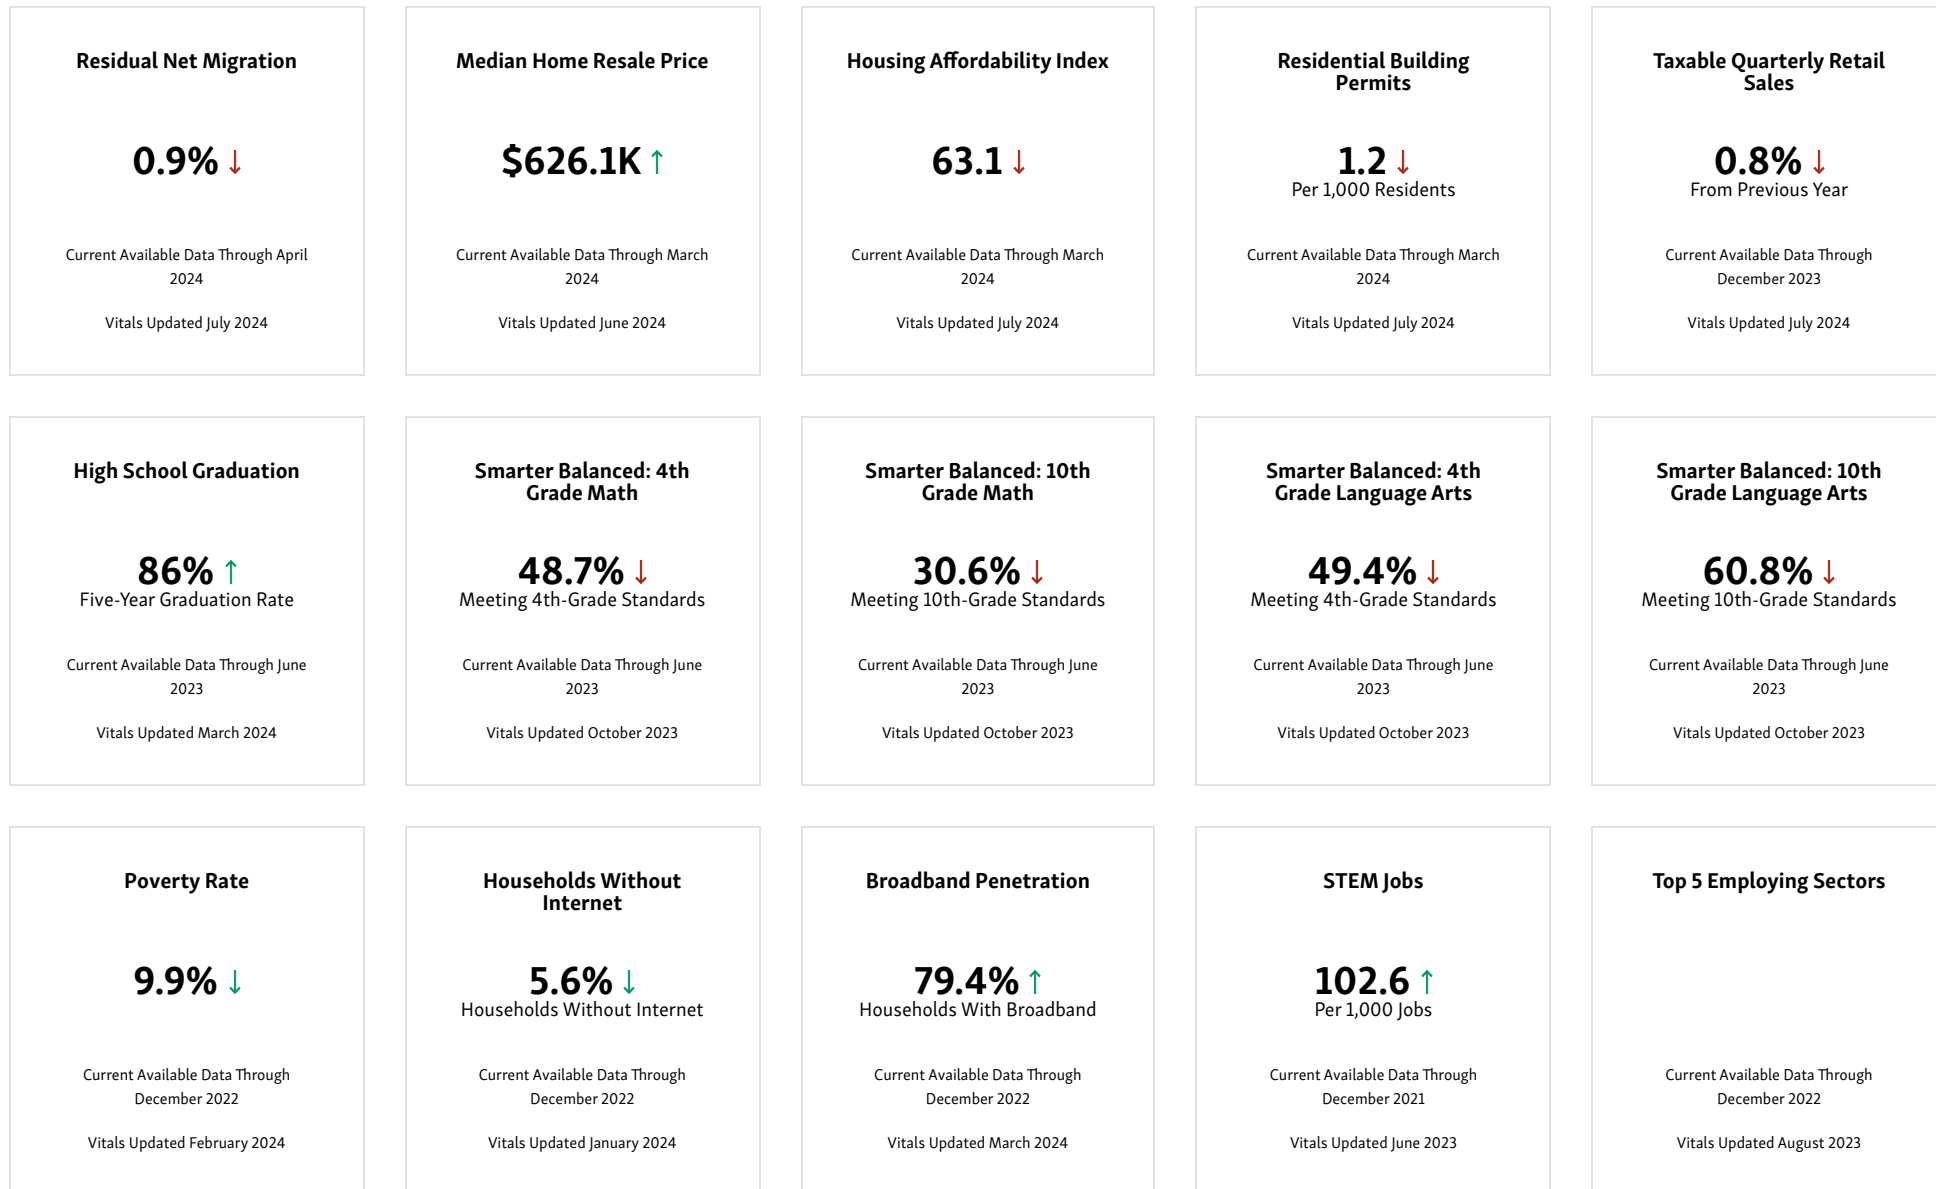 Residual Net Migration
0.9% ↓
Current Available Data Through April
2024
Vitals Updated July 2024
Median Home Resale Price
$626.1K ↑
Current Available Data Through March
2024
Vitals Updated June 2024
Housing Affordability Index
63.1 ↓
Current Available Data Through March
2024
Vitals Updated July 2024
Residential Building
Permits
1.2 ↓
Per 1,000 Residents
Current Available Data Through March
2024
Vitals Updated July 2024
Taxable Quarterly Retail
Sales
0.8% ↓
From Previous Year
Current Available Data Through
December 2023
Vitals Updated July 2024
High School Graduation
86% ↑
Five-Year Graduation Rate
Current Available Data Through June
2023
Vitals Updated March 2024
Smarter Balanced: 4th
Grade Math
48.7% ↓
Meeting 4th-Grade Standards
Current Available Data Through June
2023
Vitals Updated October 2023
Smarter Balanced: 10th
Grade Math
30.6% ↓
Meeting 10th-Grade Standards
Current Available Data Through June
2023
Vitals Updated October 2023
Smarter Balanced: 4th
Grade Language Arts
49.4% ↓
Meeting 4th-Grade Standards
Current Available Data Through June
2023
Vitals Updated October 2023
Smarter Balanced: 10th
Grade Language Arts
60.8% ↓
Meeting 10th-Grade Standards
Current Available Data Through June
2023
Vitals Updated October 2023
Poverty Rate
9.9% ↓
Current Available Data Through
December 2022
Vitals Updated February 2024
Households Without
Internet
5.6% ↓
Households Without Internet
Current Available Data Through
December 2022
Vitals Updated January 2024
Broadband Penetration
79.4% ↑
Households With Broadband
Current Available Data Through
December 2022
Vitals Updated March 2024
STEM Jobs
102.6 ↑
Per 1,000 Jobs
Current Available Data Through
December 2021
Vitals Updated June 2023
Top 5 Employing Sectors
Current Available Data Through
December 2022
Vitals Updated August 2023